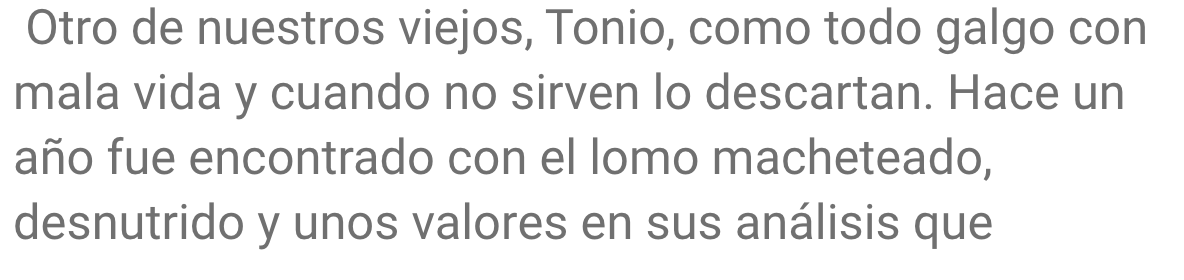 Otro de nuestros viejos, Tonio, como todo galgo con
mala vida y cuando no sirven lo descartan. Hace un
año fue encontrado con el lomo macheteado,
desnutrido y unos valores en sus análisis que